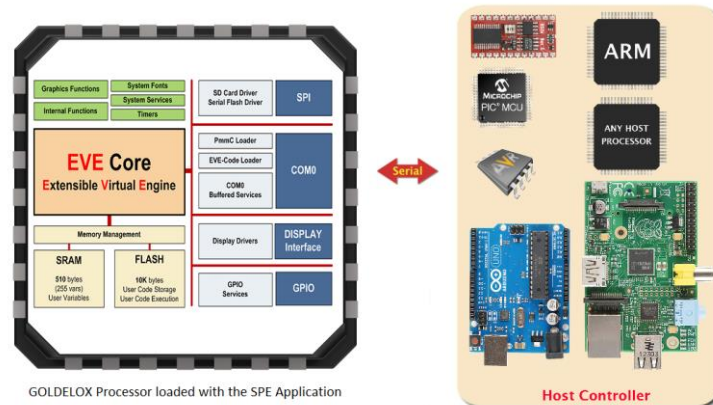 Graphics Functions
System Fonts
System Services
Internal Functions
Timers
EVE Core
Extensible Virtual Engine
Memory Management
SRAM
510 bytes
(255 vars)
User Variables
FLASH
10K bytes
User Code Storage
User Code Execution
SD Card Driver
Serial Flash Driver
SPI
PmmC Loader
EVE-Code Loader
COM0
Buffered Services
COM0
Display Drivers
DISPLAY
Interface
GPIO
Services
GPIO
GOLDELOX Processor loaded with the SPE Application
Serial
ARM
MICROCHIP
PIC® MCU
ANY HOST
PROCESSOR
AVR
UNO
ARDUINO
Host Controller